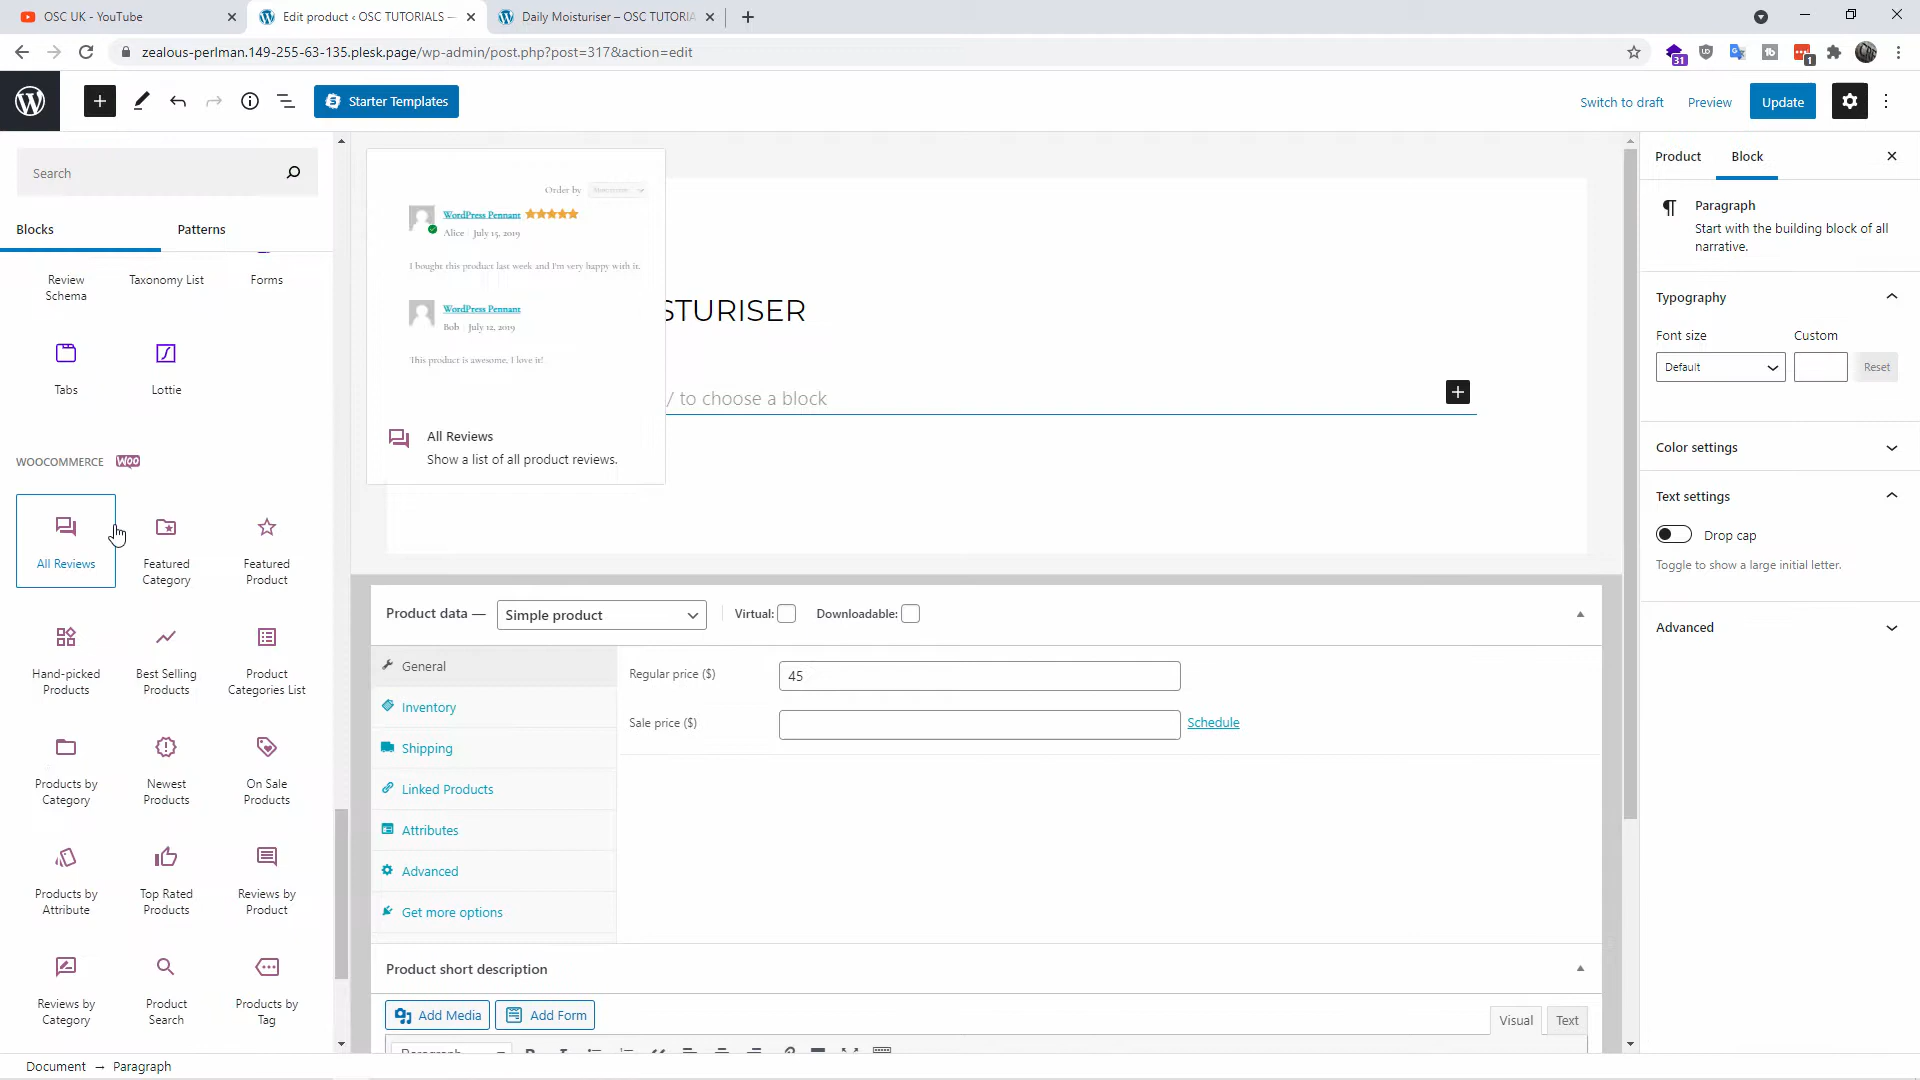 OSC UK - YouTube
Edit product ‹ OSC TUTORIALS —
Daily Moisturiser – OSC TUTORIA
zealous-perlman.149-255-63-135.plesk.page/wp-admin/post.php?post=317&action=edit
31
1
Starter Templates
Switch to draft
Preview
Update
Search
Blocks
Patterns
Review Schema
Taxonomy List
Forms
Tabs
Lottie
WOOCOMMERCE
WOO
All Reviews
Featured Category
Featured Product
Hand-picked Products
Best Selling Products
Product Categories List
Products by Category
Newest Products
On Sale Products
Products by Attribute
Top Rated Products
Reviews by Product
Reviews by Category
Product Search
Products by Tag
Order by
WordPress Pennant
Alice
July 15, 2019
I bought this product last week and I'm very happy with it.
WordPress Pennant
Bob
July 12, 2019
This product is awesome. I love it!
All Reviews
Show a list of all product reviews.
STURISER
/ to choose a block
Product data —
Simple product
Virtual:
Downloadable:
General
Inventory
Shipping
Linked Products
Attributes
Advanced
Get more options
Regular price ($)
45
Sale price ($)
Schedule
Product short description
Add Media
Add Form
Visual
Text
Paragraph
Product
Block
Paragraph
Start with the building block of all
narrative.
Typography
Font size
Custom
Default
Reset
Color settings
Text settings
Drop cap
Toggle to show a large initial letter.
Advanced
Document → Paragraph